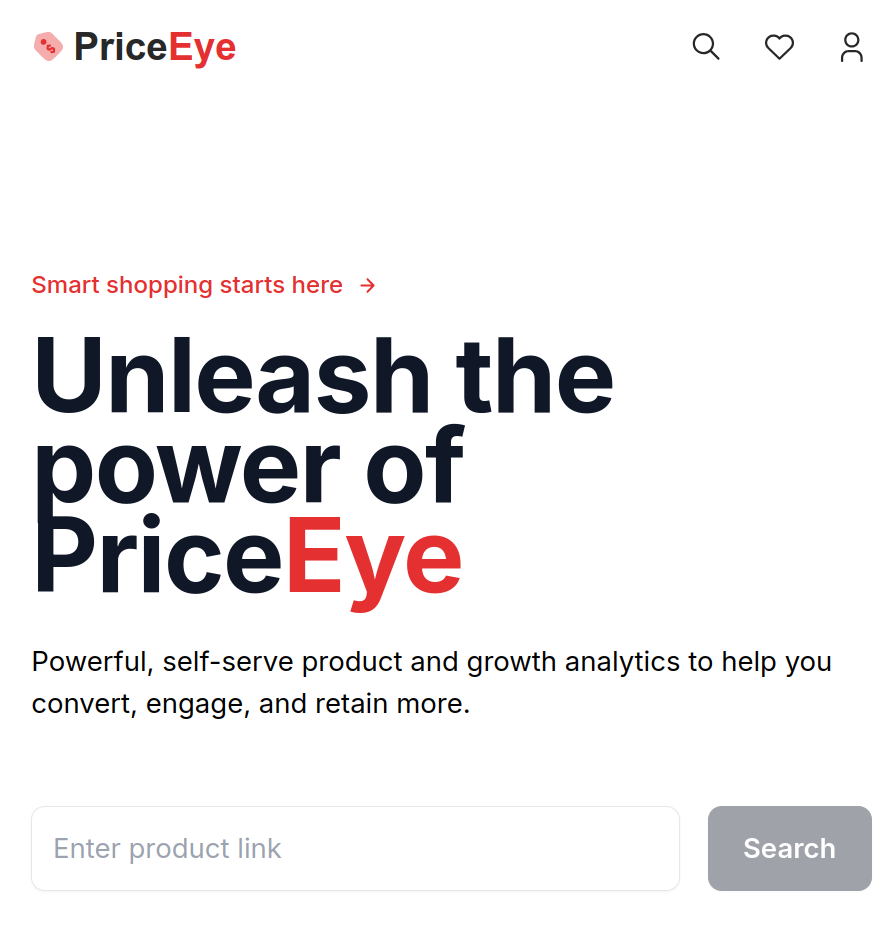 PriceEye
Smart shopping starts here →
Unleash the
power of
PriceEye
Powerful, self-serve product and growth analytics to help you
convert, engage, and retain more.
Enter product link
Search